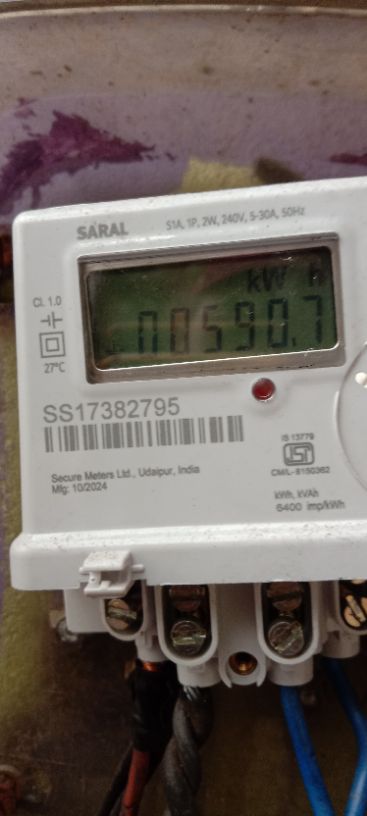 SARAL
S1A, 1P, 2W, 240V, 5-30A, 50Hz
kW h
00590.7
Cl. 1.0
27°C
SS17382795
IS 13779
CM/L- 8150362
Secure Meters Ltd., Udaipur, India
Mfg: 10/2024
kWh, kVAh
6400 imp/kWh